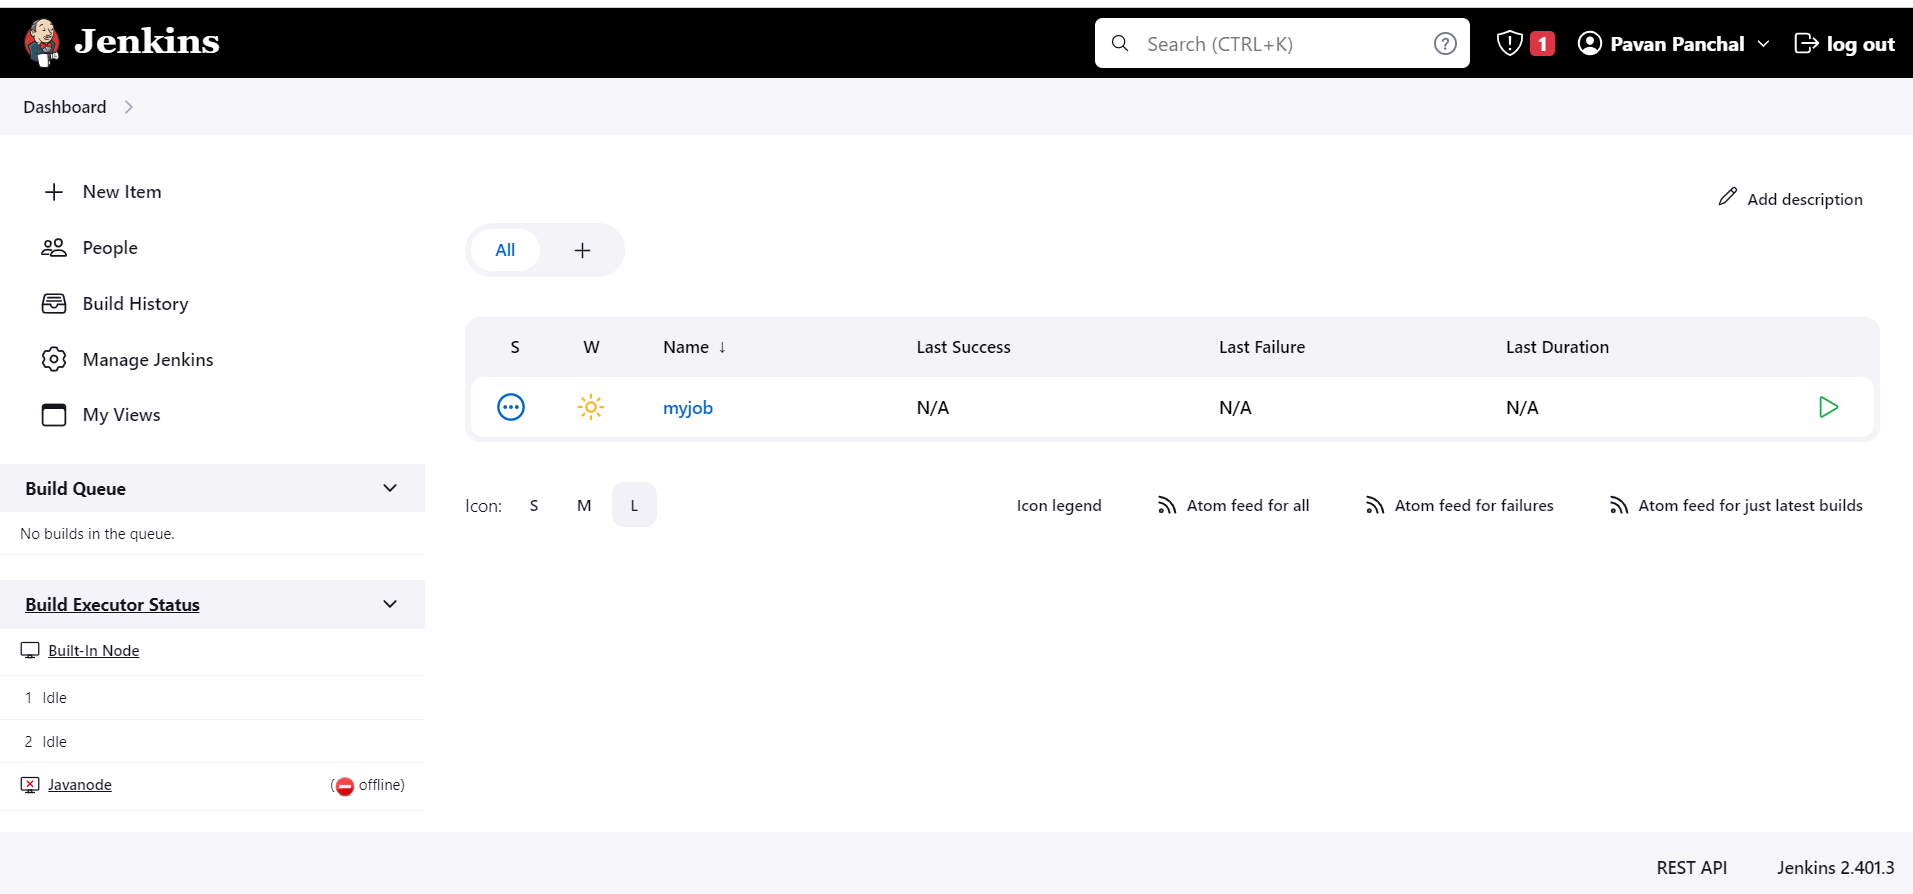 Jenkins
Search (CTRL+K)
1
Pavan Panchal
log out
Dashboard
New Item
People
Build History
Manage Jenkins
My Views
Add description
All
S W Name ↓ Last Success Last Failure Last Duration
myjob N/A N/A N/A
Icon: S M L
Icon legend Atom feed for all Atom feed for failures Atom feed for just latest builds
Build Queue
No builds in the queue.
Build Executor Status
Built-In Node
1 Idle
2 Idle
Javanode (offline)
REST API Jenkins 2.401.3